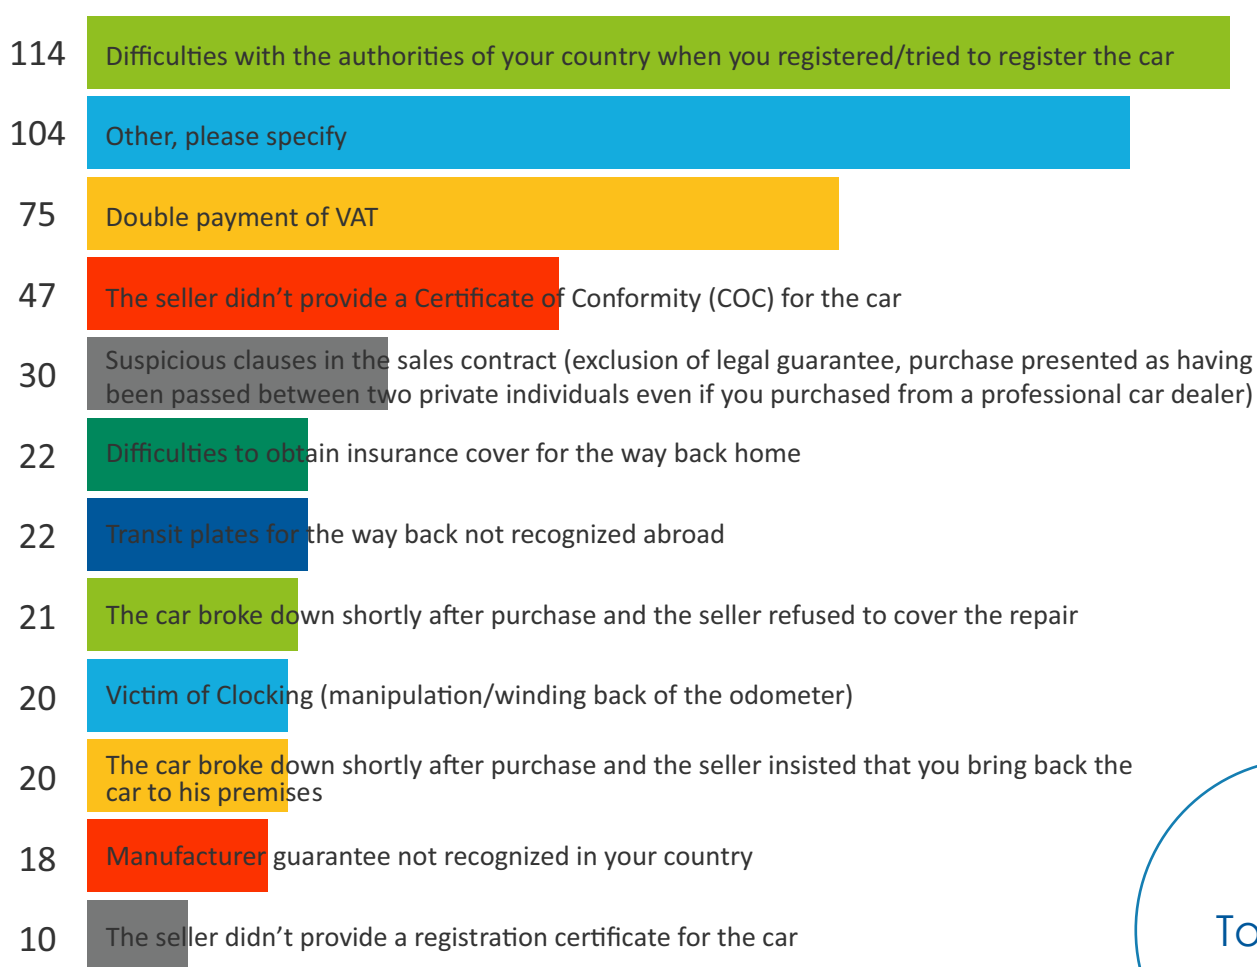 114 Difficulties with the authorities of your country when you registered/tried to register the car
104 Other, please specify
75 Double payment of VAT
47 The seller didn’t provide a Certificate of Conformity (COC) for the car
30 Suspicious clauses in the sales contract (exclusion of legal guarantee, purchase presented as having
been passed between two private individuals even if you purchased from a professional car dealer)
22 Difficulties to obtain insurance cover for the way back home
22 Transit plates for the way back not recognized abroad
21 The car broke down shortly after purchase and the seller refused to cover the repair
20 Victim of Clocking (manipulation/winding back of the odometer)
20 The car broke down shortly after purchase and the seller insisted that you bring back the
car to his premises
18 Manufacturer guarantee not recognized in your country
10 The seller didn’t provide a registration certificate for the car